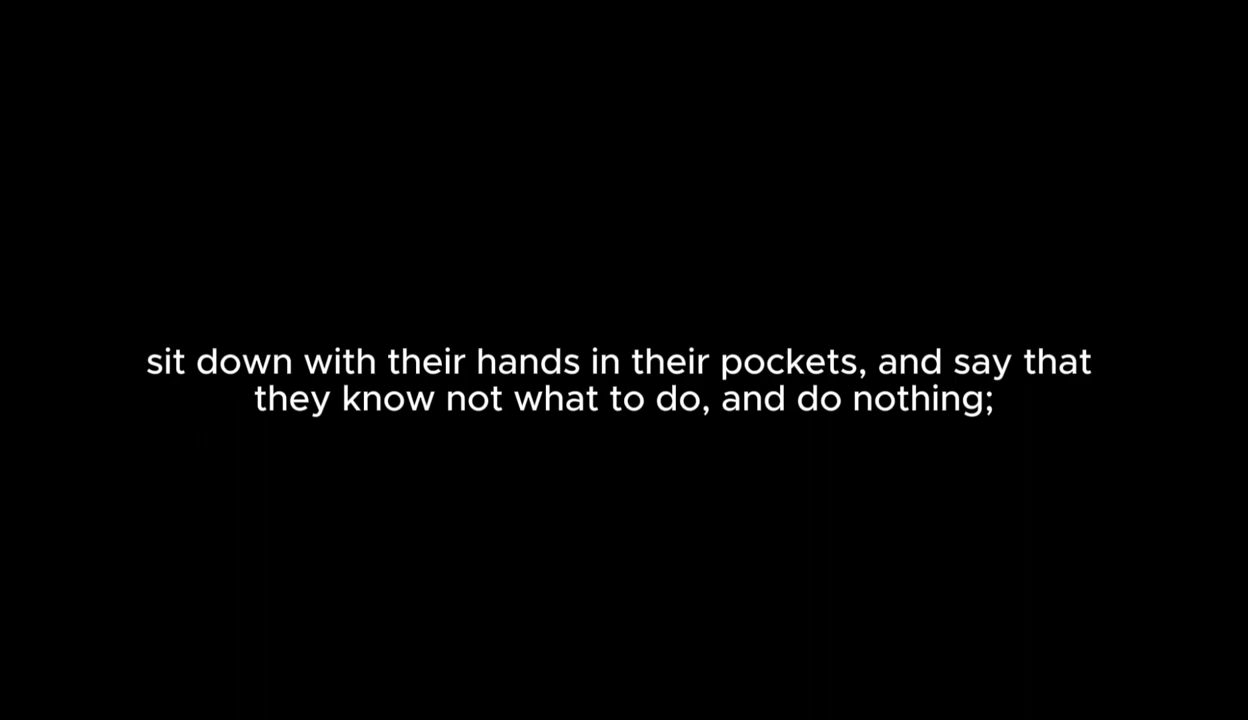 sit down with their hands in their pockets, and say that
they know not what to do, and do nothing;